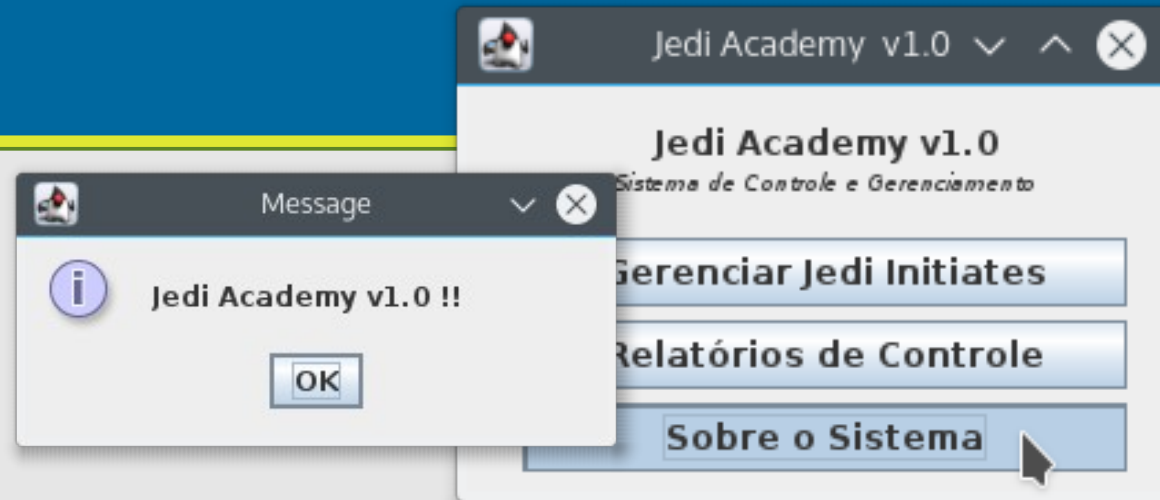 Jedi Academy v1.0
Jedi Academy v1.0
Sistema de Controle e Gerenciamento
Message
Jedi Academy v1.0 !!
OK
Gerenciar Jedi Initiates
Relatórios de Controle
Sobre o Sistema